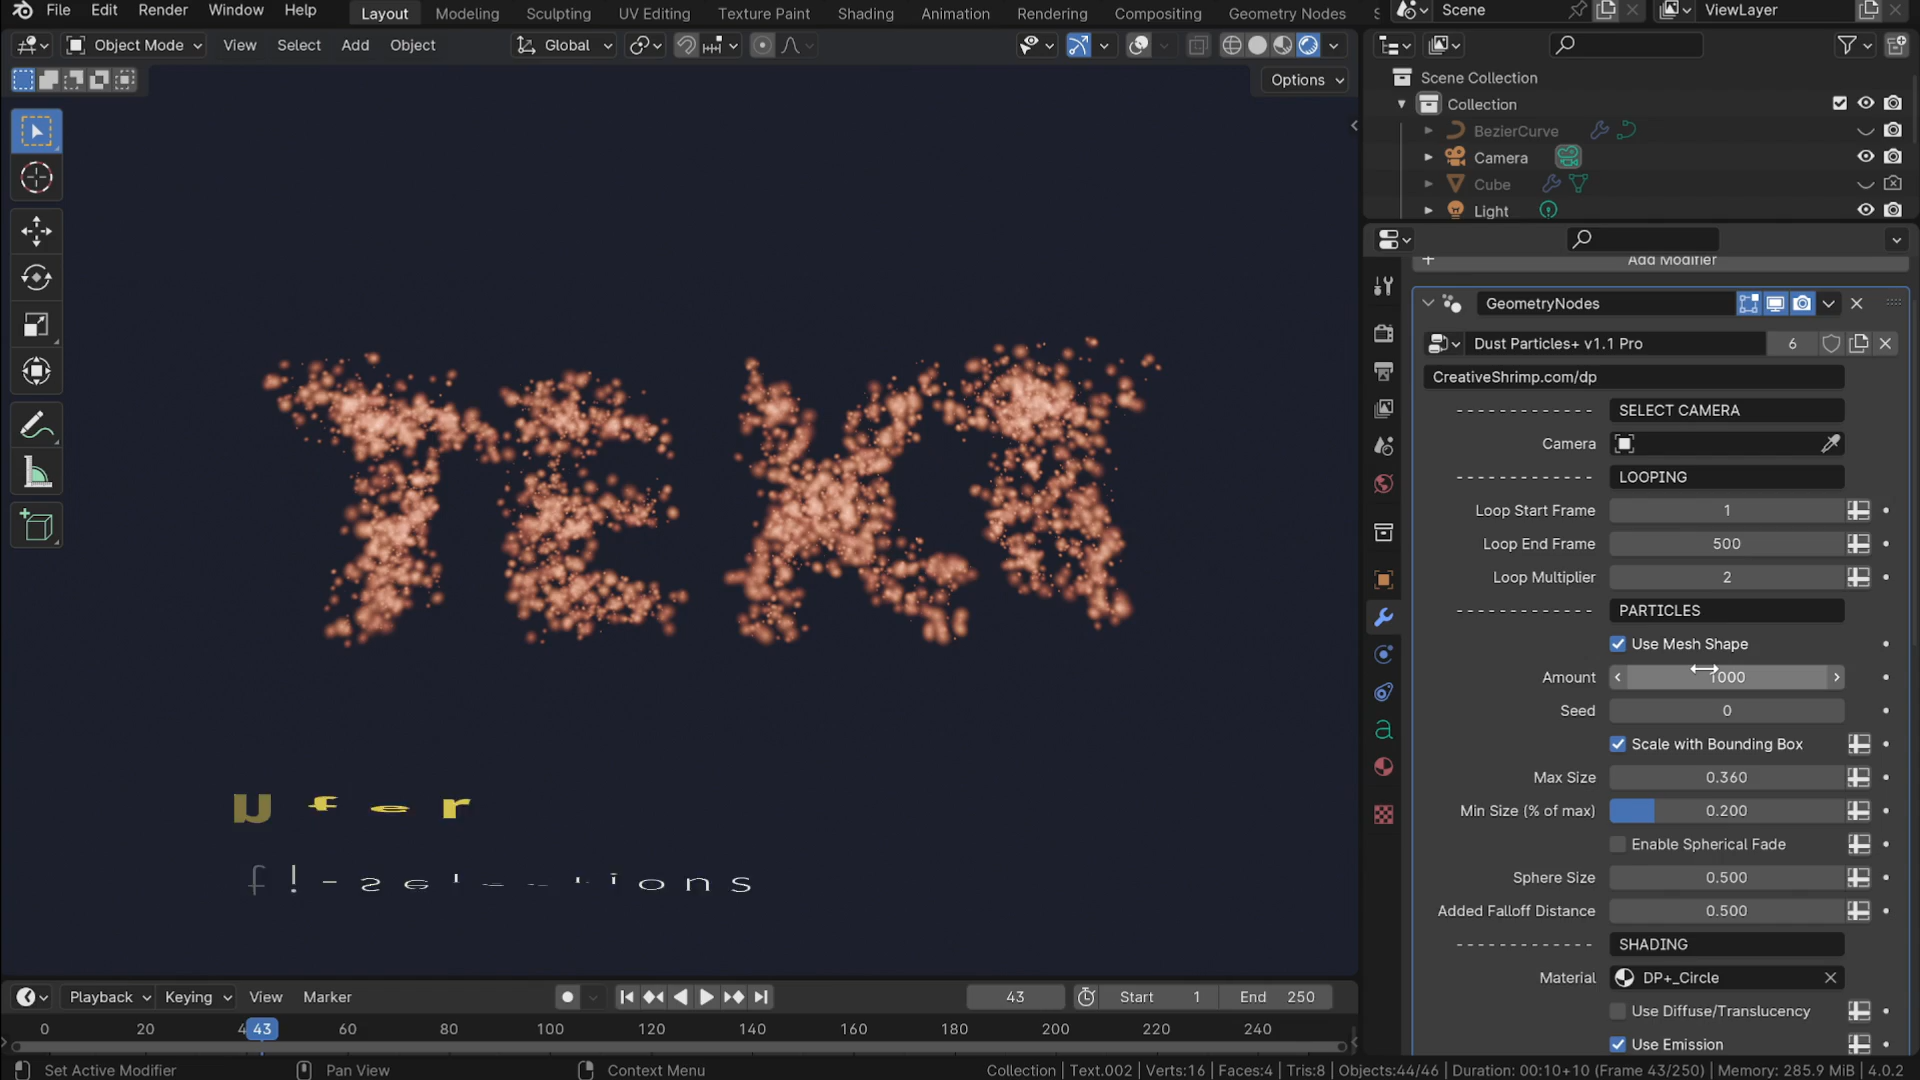 File Edit Render Window Help Layout Modeling Sculpting UV Editing Texture Paint Shading Animation Rendering Compositing Geometry Nodes Scene ViewLayer
Object Mode View Select Add Object Global
Options
Scene Collection
Collection
BezierCurve
Camera
Cube
Light
Add Modifier
GeometryNodes
Dust Particles+ v1.1 Pro 6
CreativeShrimp.com/dp
SELECT CAMERA
Camera
LOOPING
Loop Start Frame 1
Loop End Frame 500
Loop Multiplier 2
PARTICLES
Use Mesh Shape
Amount 1000
Seed 0
Scale with Bounding Box
Max Size 0.360
Min Size (% of max) 0.200
Enable Spherical Fade
Sphere Size 0.500
Added Falloff Distance 0.500
SHADING
Material DP+_Circle
Use Diffuse/Translucency
Use Emission
Playback Keying View Marker 43 Start 1 End 250
0 20 43 60 80 100 120 140 160 180 200 220 240
Set Active Modifier Pan View Context Menu Collection | Text.002 | Verts:16 | Faces:4 | Tris:8 | Objects:44/46 | Duration: 00:10+10 (Frame 43/250) | Memory: 285.9 MiB | 4.0.2